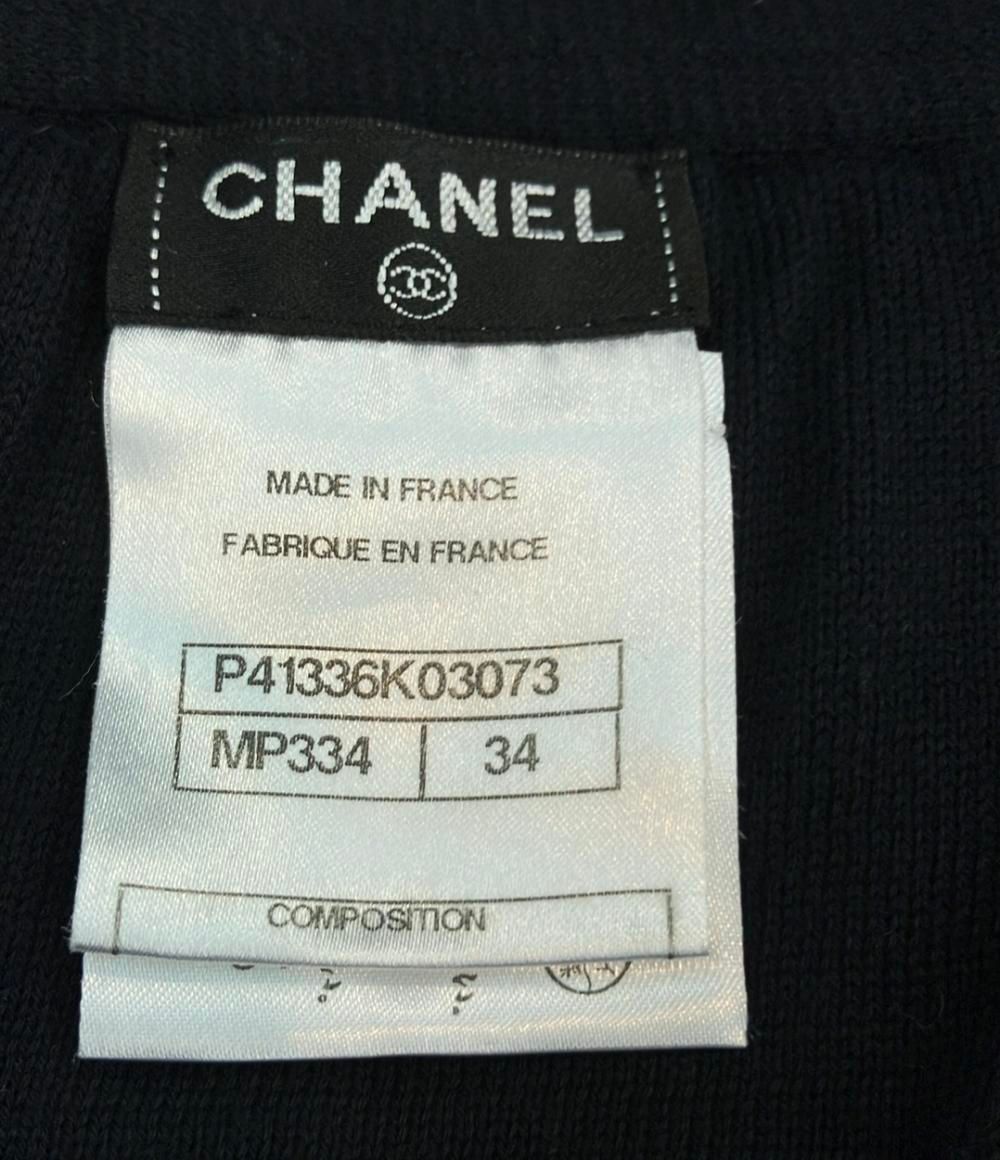 CHANEL
MADE IN FRANCE
FABRIQUE EN FRANCE
P41336K03073
MP334 34
COMPOSITION